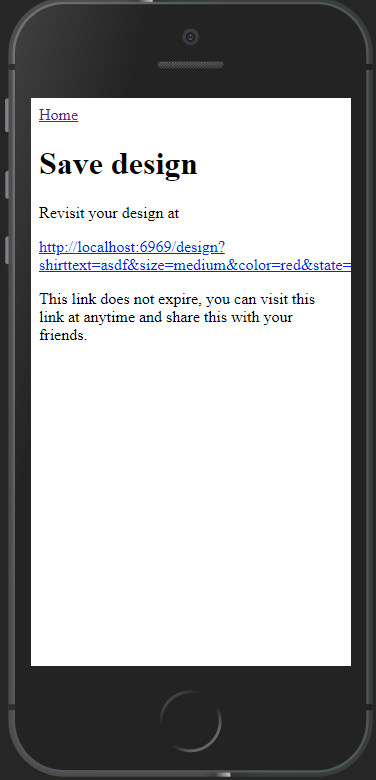 Home
Save design
Revisit your design at
http://localhost:6969/design?
shirttext=asdf&size=medium&color=red&state=
This link does not expire, you can visit this
link at anytime and share this with your
friends.